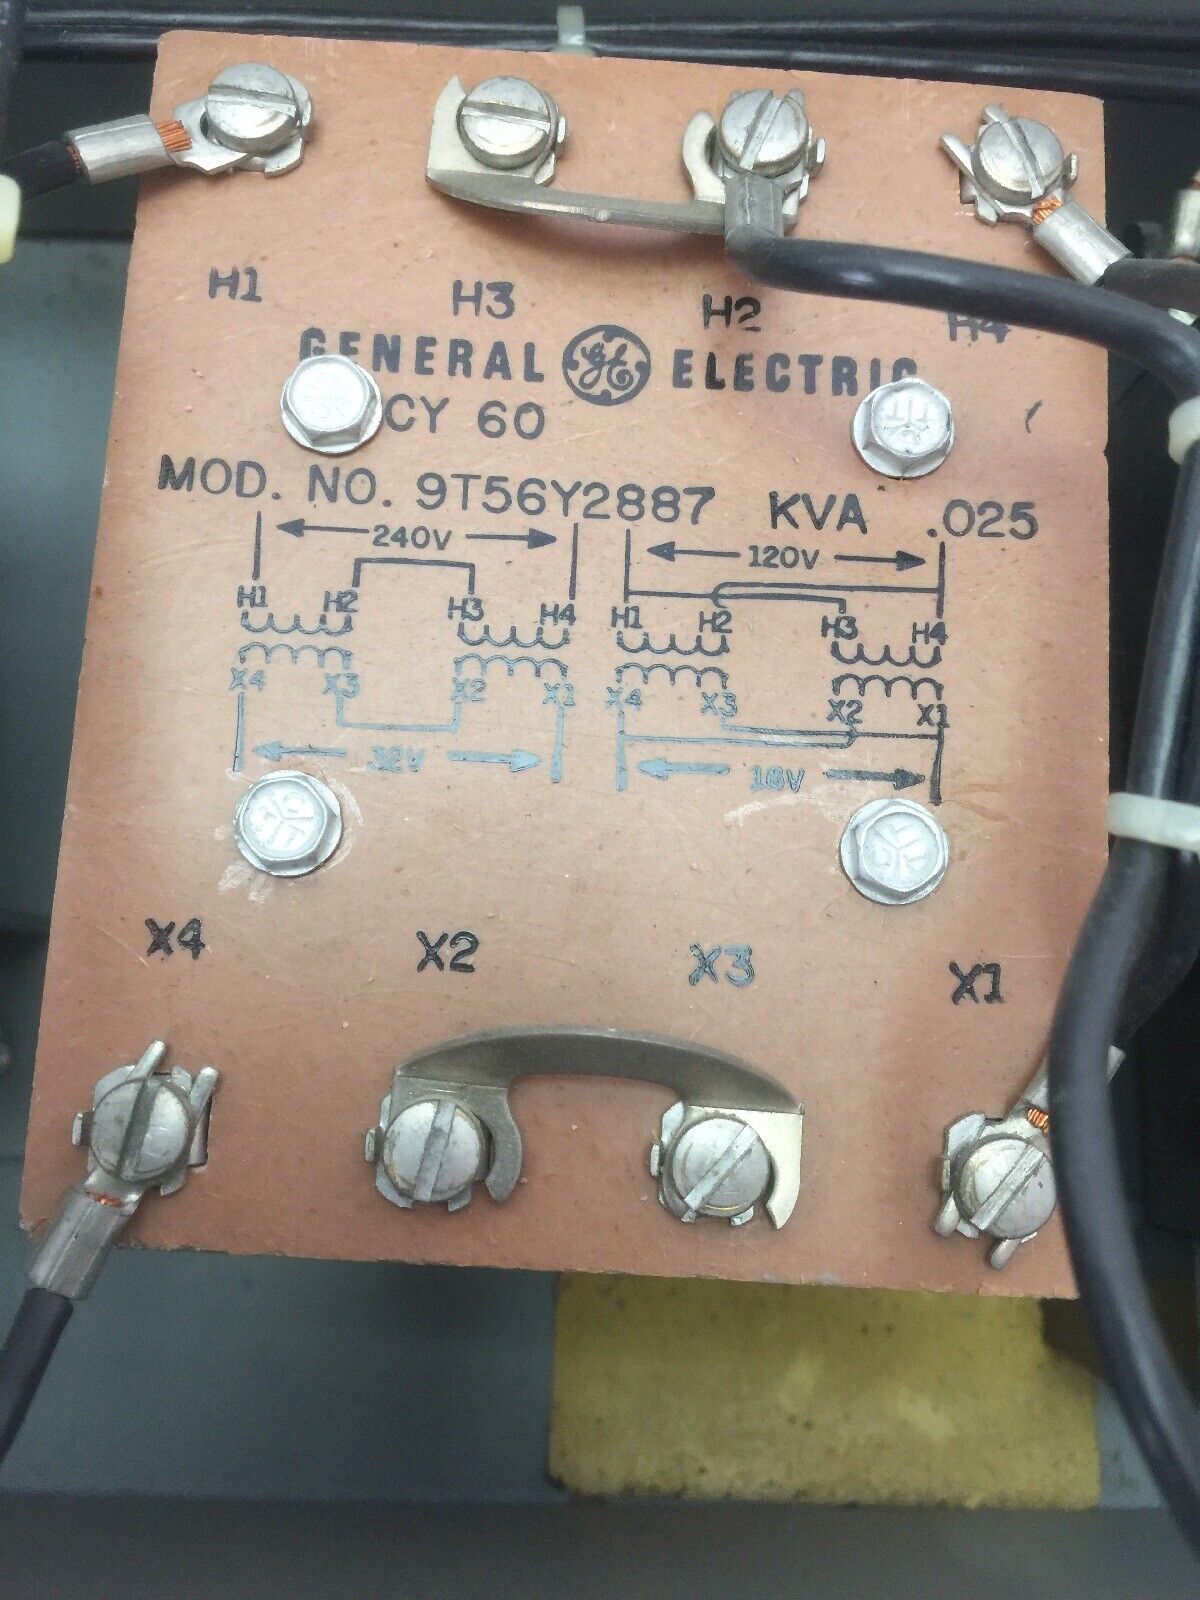 H1 H3 H2 H4
GENERAL GE ELECTRIC
CY 60
MOD. NO. 9T56Y2887 KVA .025
240V 120V
H1 H2 H3 H4 H1 H2 H3 H4
X4 X3 X2 X1 X4 X3 X2 X1
32V 16V
X4 X2 X3 X1